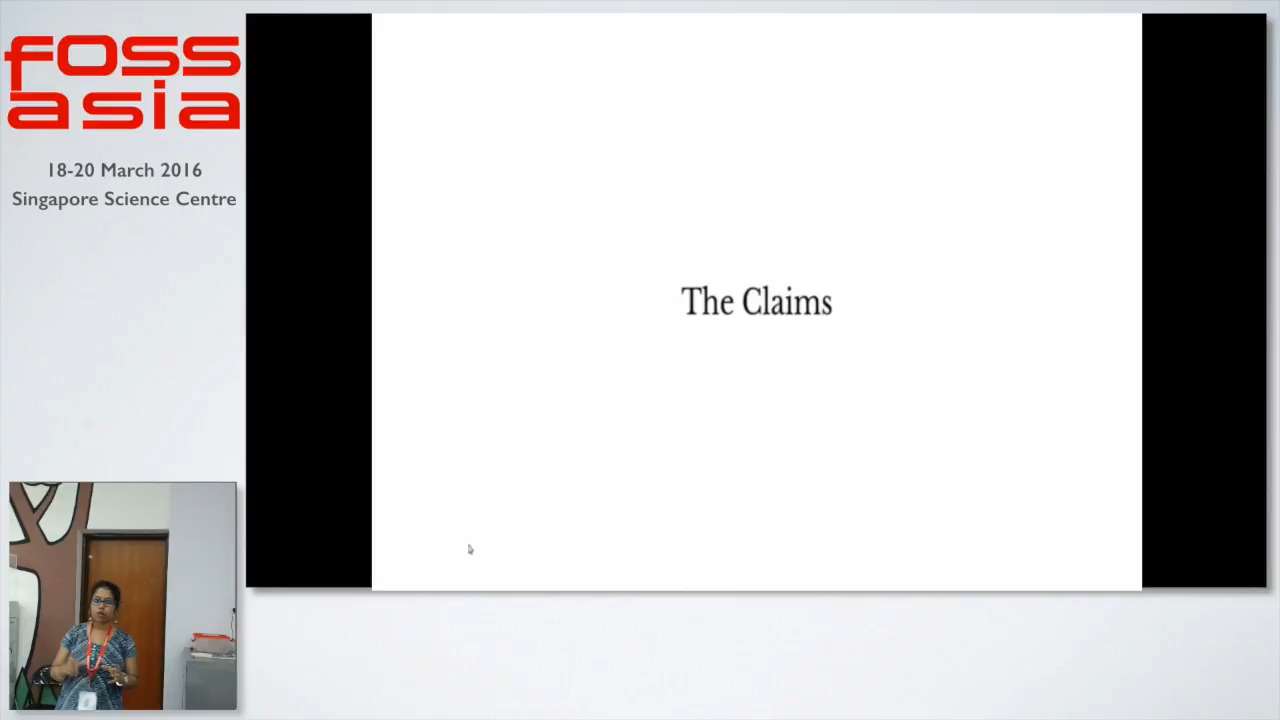 foss
asia
18-20 March 2016
Singapore Science Centre
The Claims